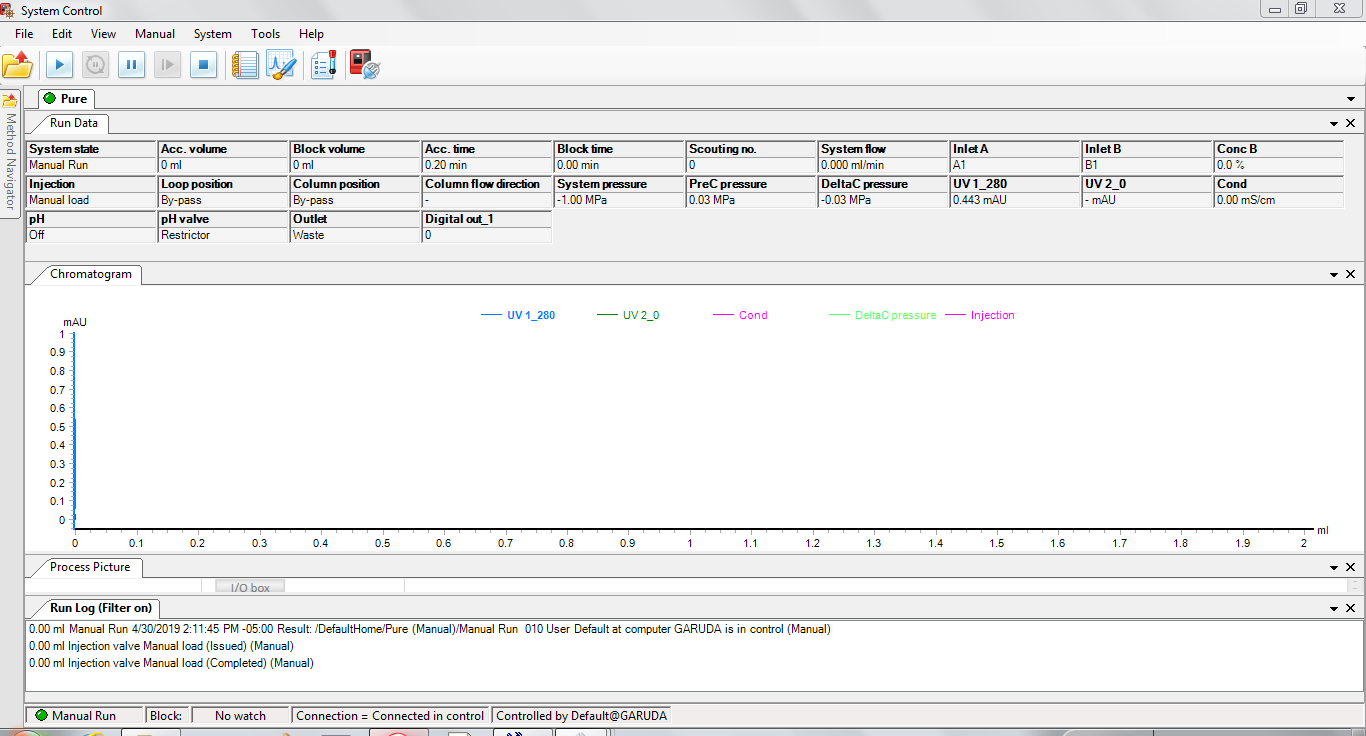 System Control
File Edit View Manual System Tools Help
Pure
Method Navigator
Run Data
System state Acc. volume Block volume Acc. time Block time Scouting no. System flow Inlet A Inlet B Conc B
Manual Run 0 ml 0 ml 0.20 min 0.00 min 0 0.000 ml/min A1 B1 0.0 %
Injection Loop position Column position Column flow direction System pressure PreC pressure DeltaC pressure UV 1_280 UV 2_0 Cond
Manual load By-pass By-pass - -1.00 MPa 0.03 MPa -0.03 MPa 0.443 mAU - mAU 0.00 mS/cm
pH pH valve Outlet Digital out_1
Off Restrictor Waste 0
Chromatogram
UV 1_280 UV 2_0 Cond DeltaC pressure Injection
mAU
1
0.9
0.8
0.7
0.6
0.5
0.4
0.3
0.2
0.1
0
0 0.1 0.2 0.3 0.4 0.5 0.6 0.7 0.8 0.9 1 1.1 1.2 1.3 1.4 1.5 1.6 1.7 1.8 1.9 2 ml
Process Picture
I/O box
Run Log (Filter on)
0.00 ml Manual Run 4/30/2019 2:11:45 PM -05:00 Result: /DefaultHome/Pure (Manual)/Manual Run 010 User Default at computer GARUDA is in control (Manual)
0.00 ml Injection valve Manual load (Issued) (Manual)
0.00 ml Injection valve Manual load (Completed) (Manual)
Manual Run Block: No watch Connection = Connected in control Controlled by Default@GARUDA